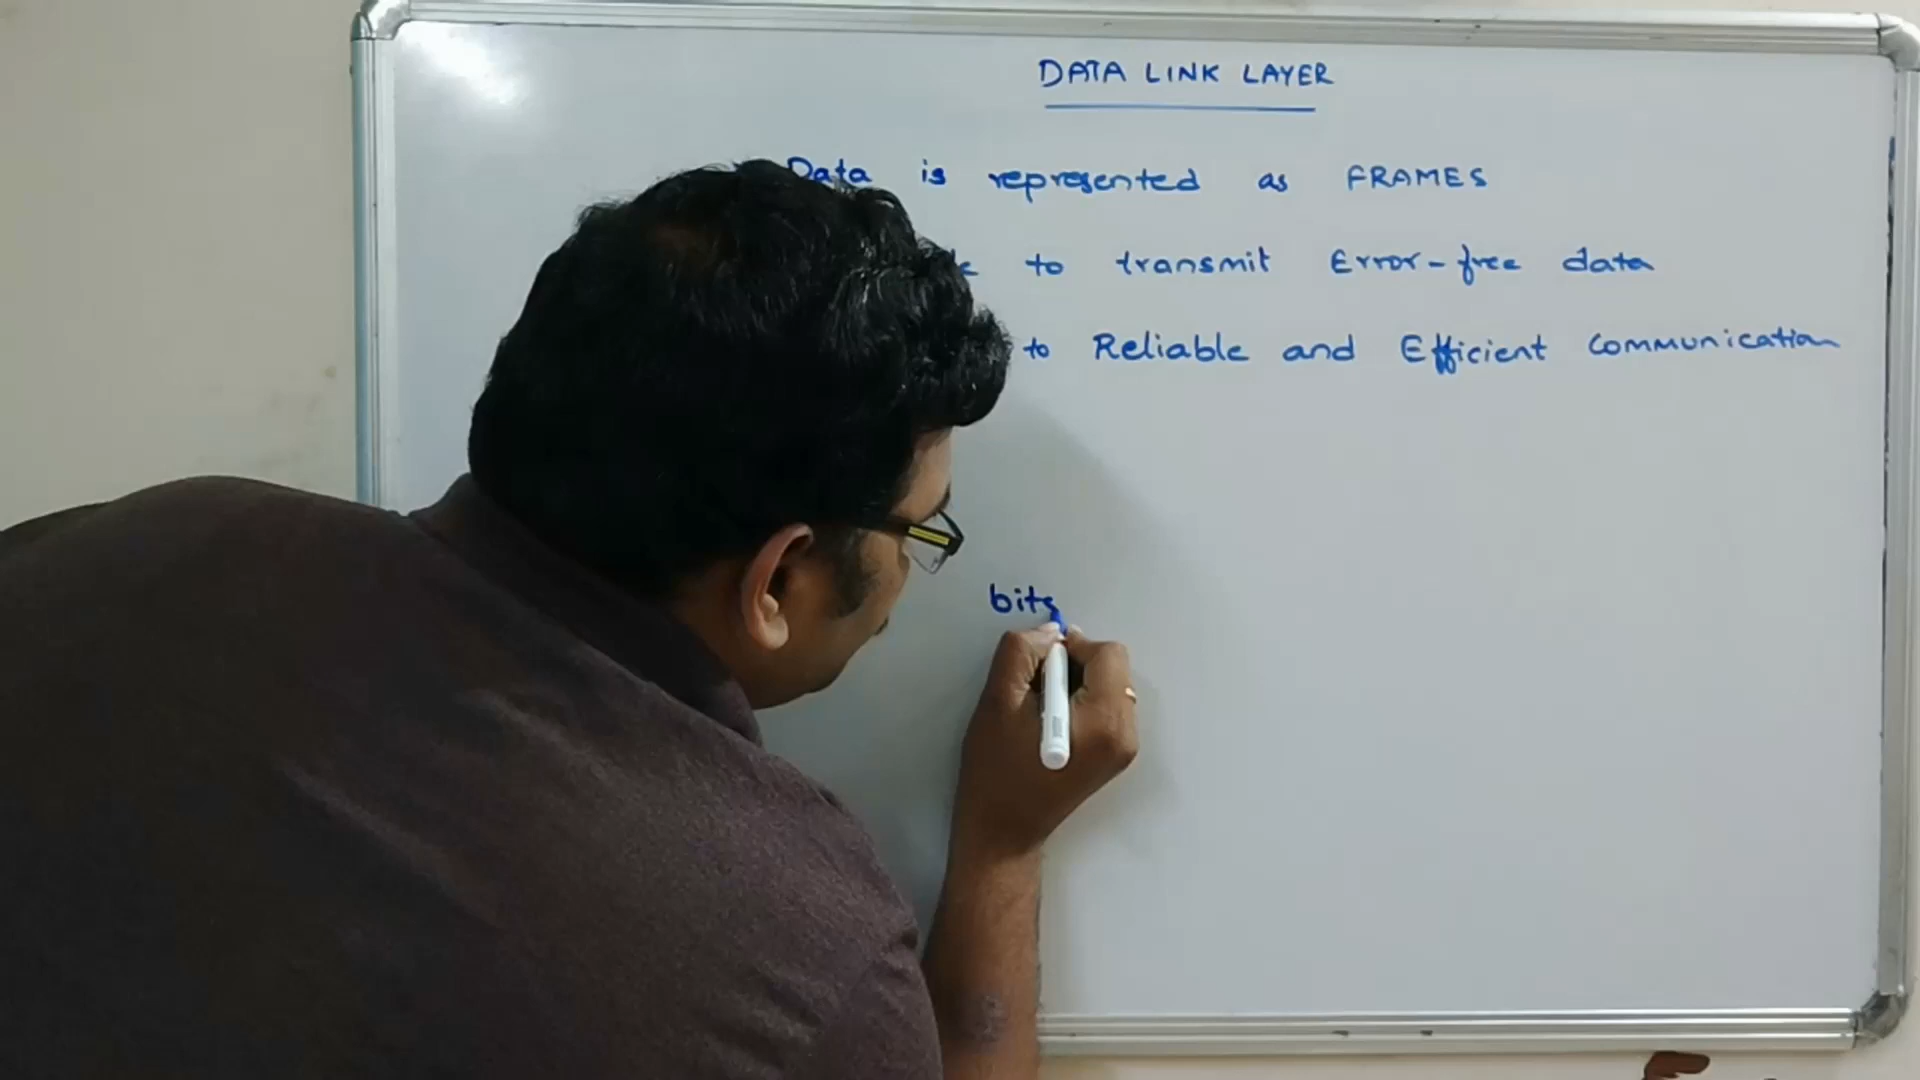 DATA LINK LAYER
Data is represented as FRAMES
to transmit Error-free data
to Reliable and Efficient Communication
bits